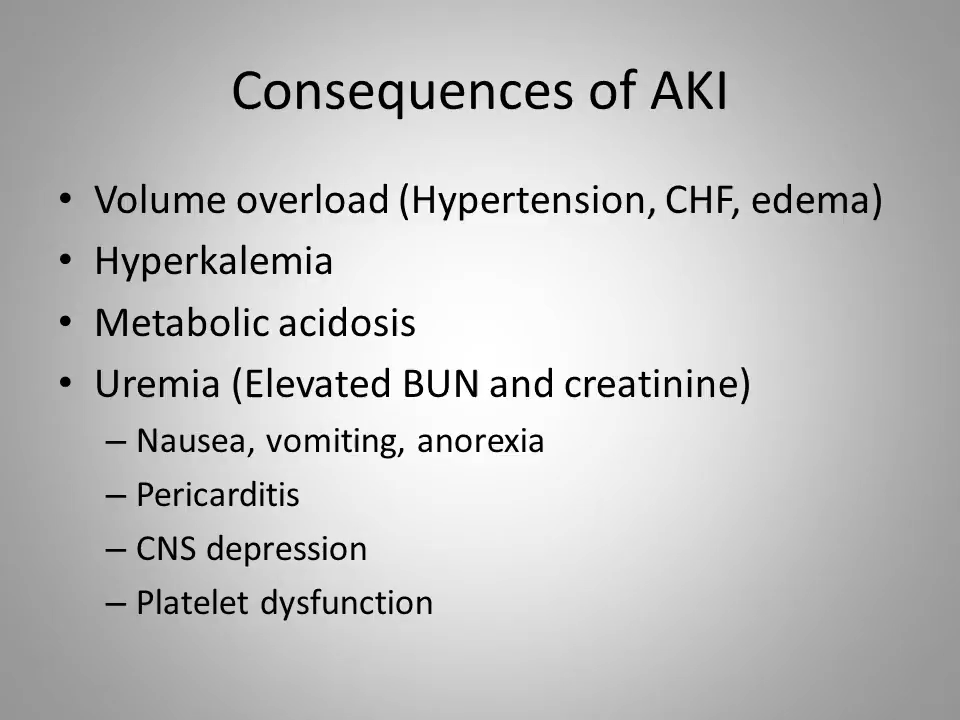 Consequences of AKI
• Volume overload (Hypertension, CHF, edema)
• Hyperkalemia
• Metabolic acidosis
• Uremia (Elevated BUN and creatinine)
– Nausea, vomiting, anorexia
– Pericarditis
– CNS depression
– Platelet dysfunction